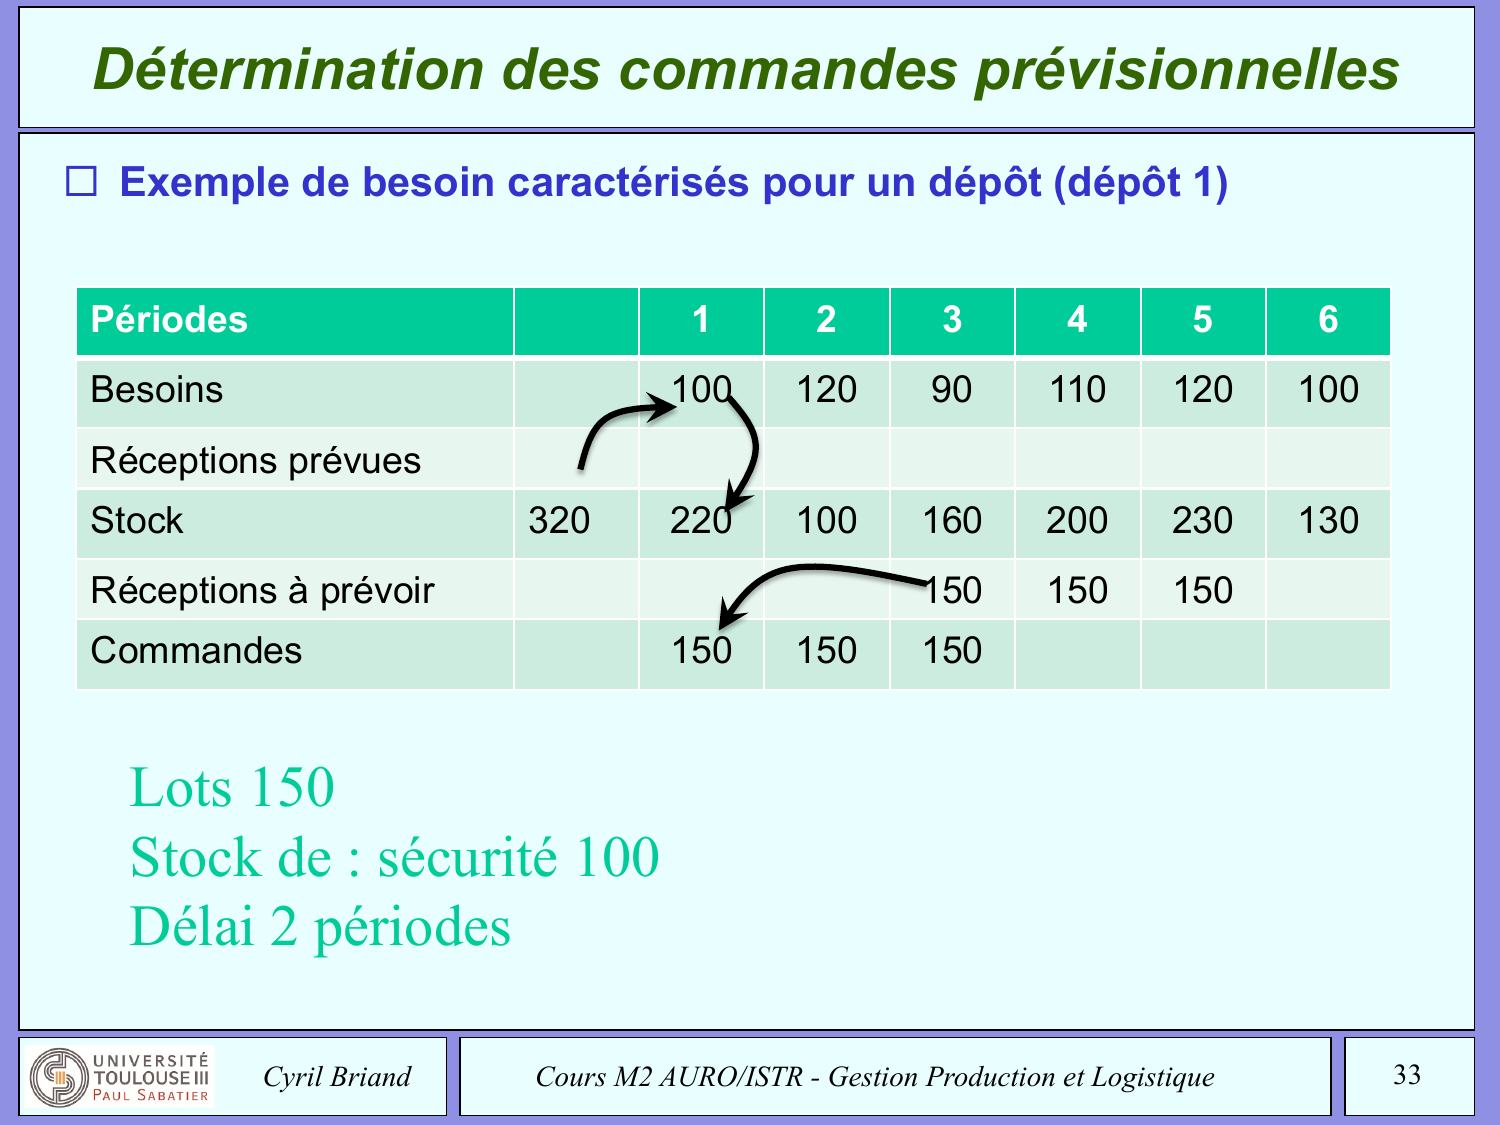 Détermination des commandes prévisionnelles
Exemple de besoin caractérisés pour un dépôt (dépôt 1)
Périodes 1 2 3 4 5 6
Besoins 100 120 90 110 120 100
Réceptions prévues
Stock 320 220 100 160 200 230 130
Réceptions à prévoir 150 150 150
Commandes 150 150 150
Lots 150
Stock de : sécurité 100
Délai 2 périodes
UNIVERSITÉ
TOULOUSE III
PAUL SABATIER
Cyril Briand
Cours M2 AURO/ISTR - Gestion Production et Logistique
33